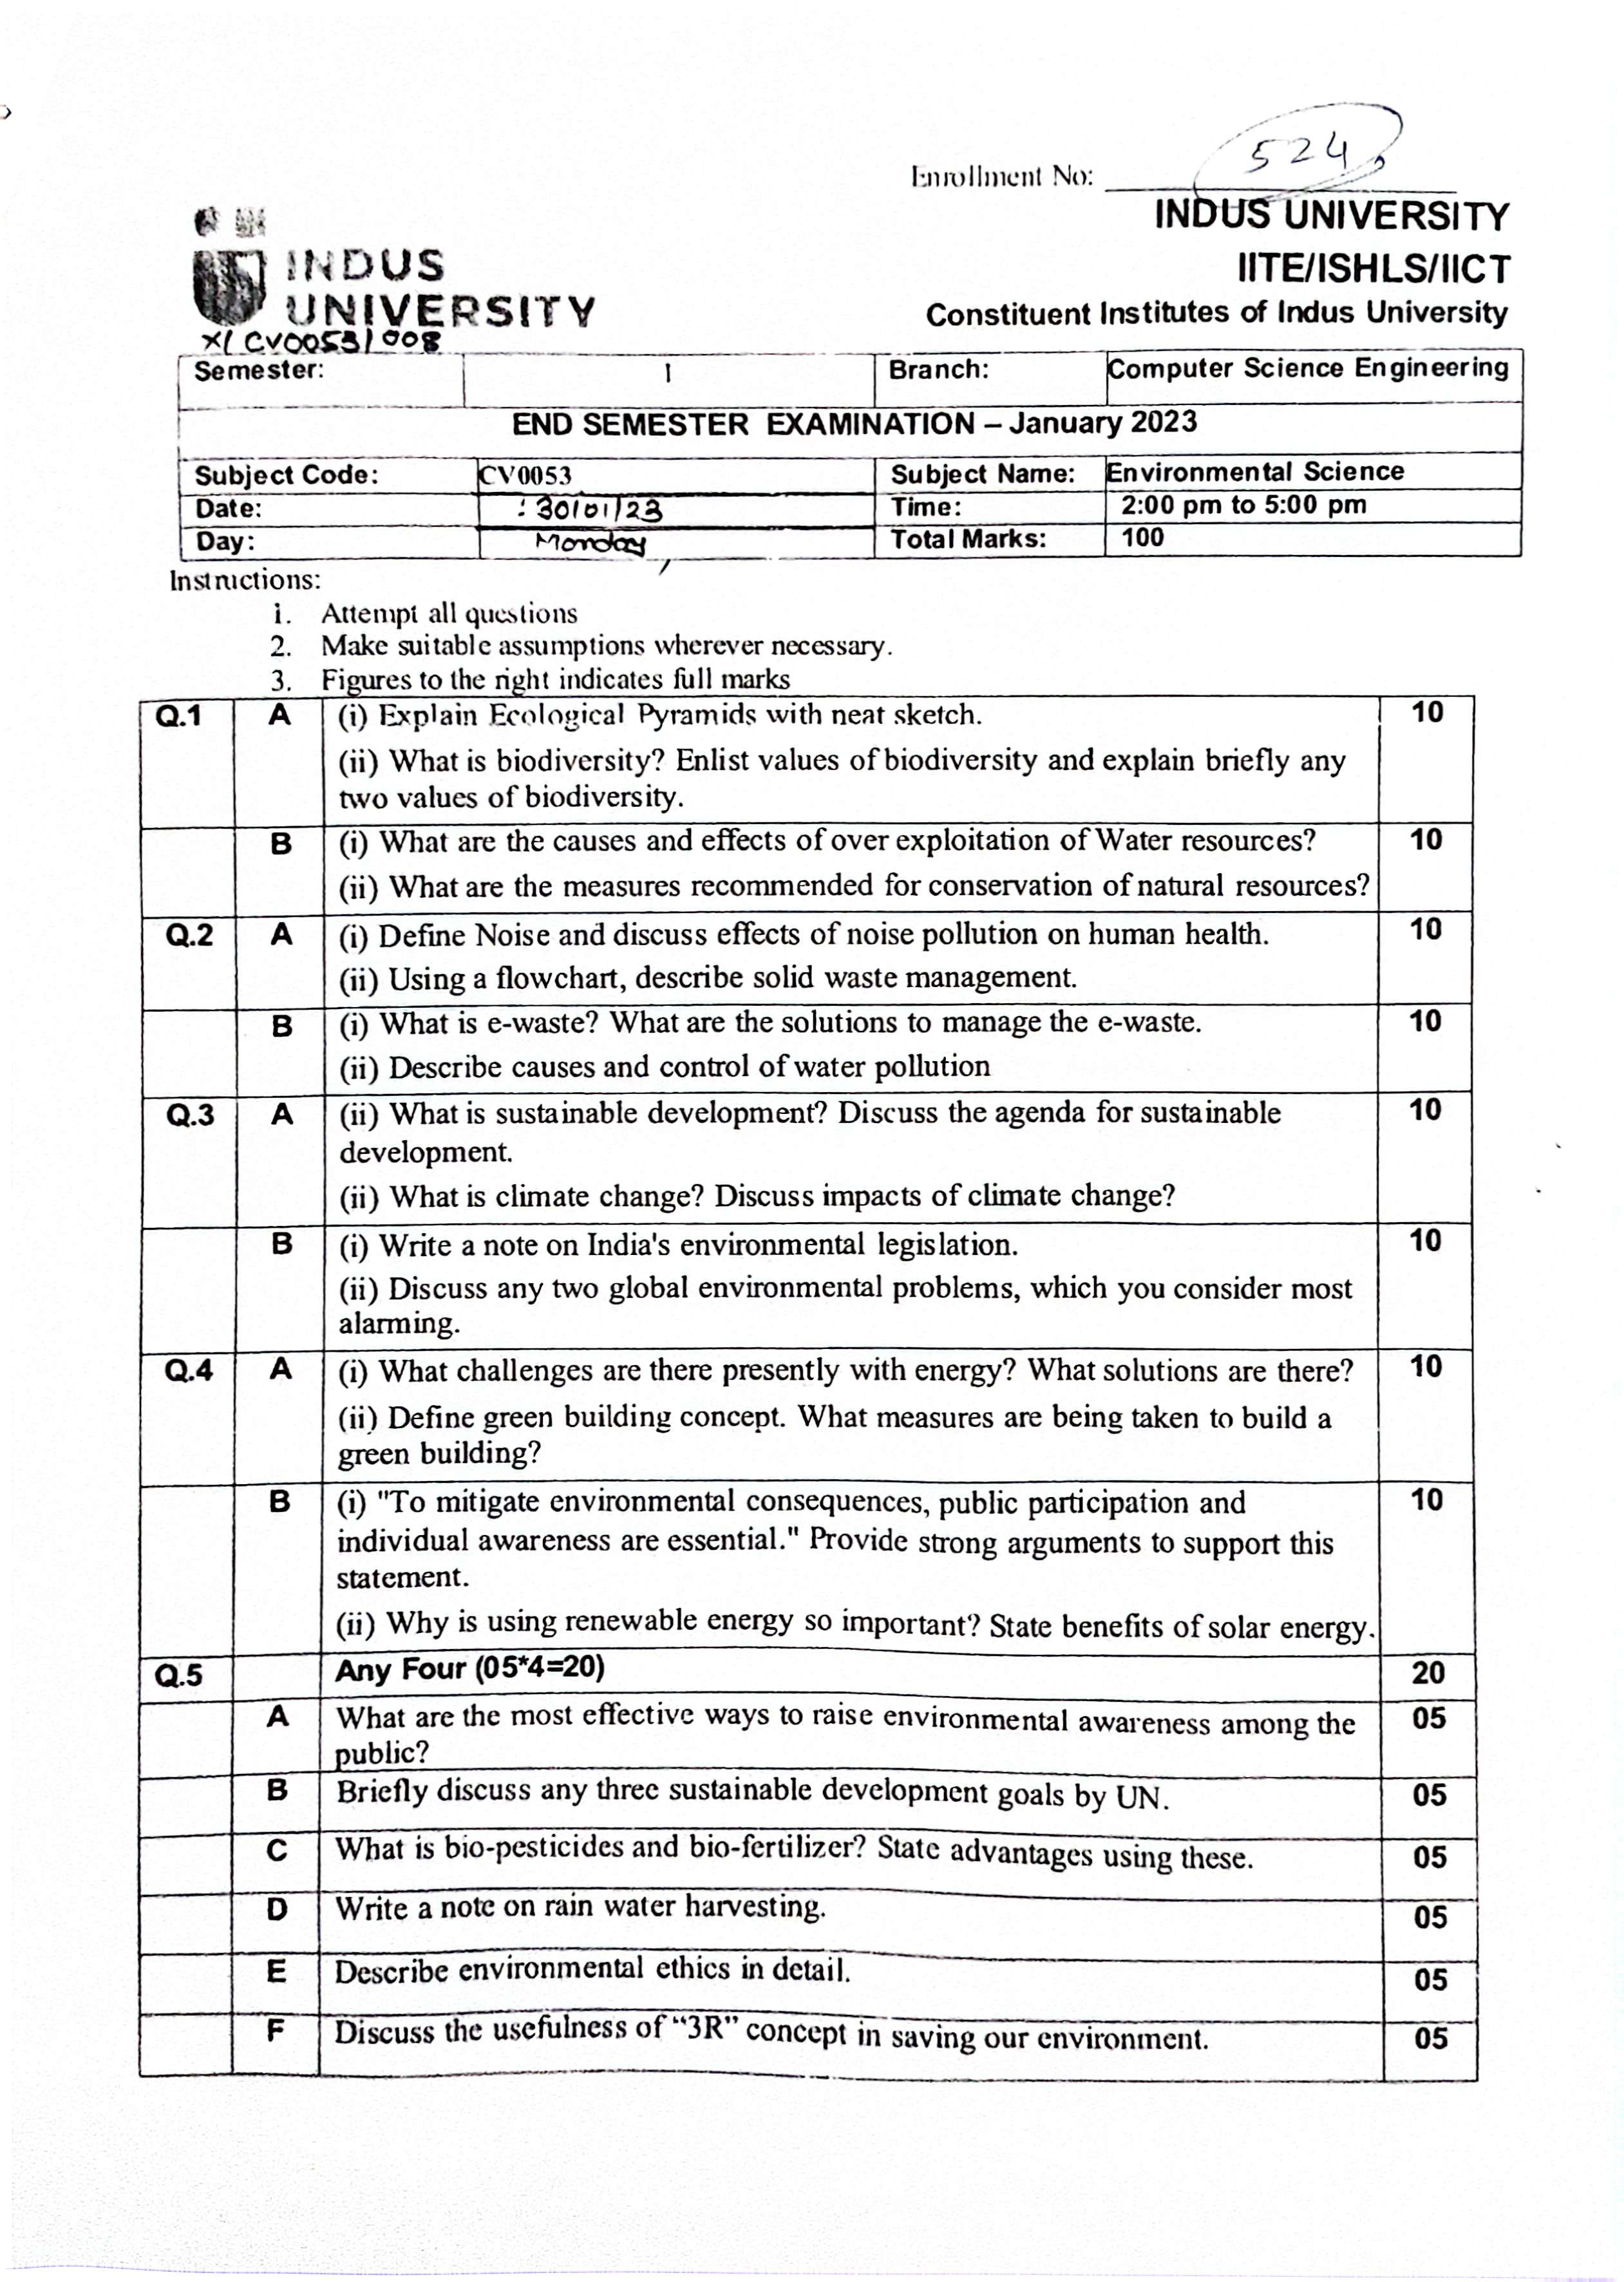 Enrollment No: 524
INDUS UNIVERSITY
IITE/ISHLS/IICT
Constituent Institutes of Indus University
INDUS
UNIVERSITY
X/CV0053/008
Semester: I Branch: Computer Science Engineering
END SEMESTER EXAMINATION – January 2023
Subject Code: CV0053 Subject Name: Environmental Science
Date: : 30/01/23 Time: 2:00 pm to 5:00 pm
Day: Monday Total Marks: 100
Instructions:
1. Attempt all questions
2. Make suitable assumptions wherever necessary.
3. Figures to the right indicates full marks
Q.1 A (i) Explain Ecological Pyramids with neat sketch. 10
(ii) What is biodiversity? Enlist values of biodiversity and explain briefly any
two values of biodiversity.
B (i) What are the causes and effects of over exploitation of Water resources? 10
(ii) What are the measures recommended for conservation of natural resources?
Q.2 A (i) Define Noise and discuss effects of noise pollution on human health. 10
(ii) Using a flowchart, describe solid waste management.
B (i) What is e-waste? What are the solutions to manage the e-waste. 10
(ii) Describe causes and control of water pollution
Q.3 A (ii) What is sustainable development? Discuss the agenda for sustainable 10
development.
(ii) What is climate change? Discuss impacts of climate change?
B (i) Write a note on India's environmental legislation. 10
(ii) Discuss any two global environmental problems, which you consider most
alarming.
Q.4 A (i) What challenges are there presently with energy? What solutions are there? 10
(ii) Define green building concept. What measures are being taken to build a
green building?
B (i) "To mitigate environmental consequences, public participation and 10
individual awareness are essential." Provide strong arguments to support this
statement.
(ii) Why is using renewable energy so important? State benefits of solar energy.
Q.5 Any Four (05*4=20) 20
A What are the most effective ways to raise environmental awareness among the 05
public?
B Briefly discuss any three sustainable development goals by UN. 05
C What is bio-pesticides and bio-fertilizer? State advantages using these. 05
D Write a note on rain water harvesting. 05
E Describe environmental ethics in detail. 05
F Discuss the usefulness of “3R” concept in saving our environment. 05